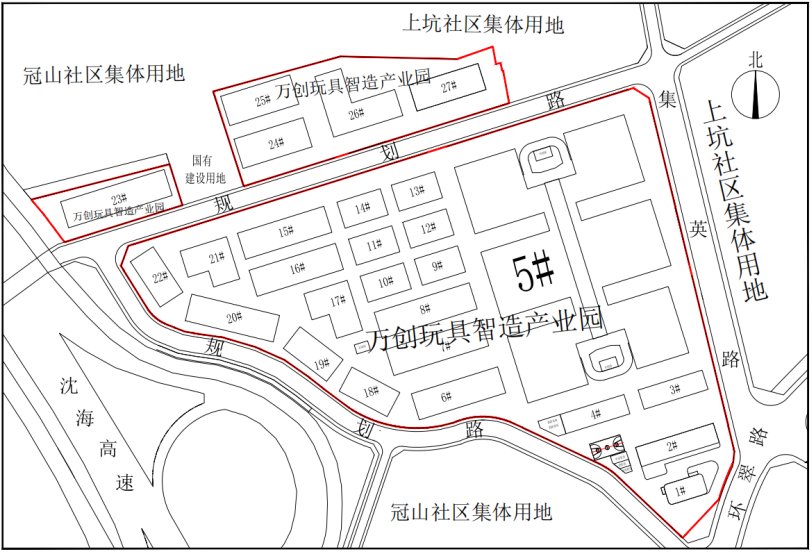 上坑社区集体用地
冠山社区集体用地
北
万创玩具智造产业园
25#
26#
27#
24#
集
路
划
规
国有
建设用地
23#
万创玩具智造产业园
上坑社区集体用地
英
路
13#
14#
12#
15#
11#
21#
16#
9#
22#
10#
17#
8#
5#
20#
万创玩具智造产业园
7#
规
19#
18#
6#
3#
4#
沈
海
高
速
划
路
2#
1#
环
翠
路
冠山社区集体用地